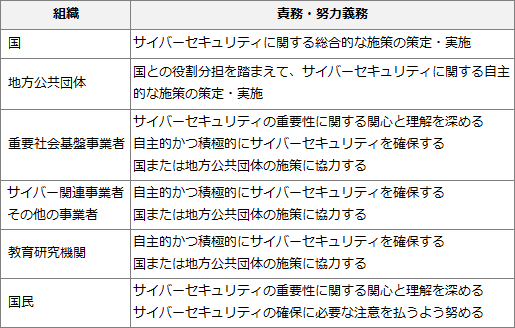 組織 責務・努力義務
国 サイバーセキュリティに関する総合的な施策の策定・実施
地方公共団体 国との役割分担を踏まえて、サイバーセキュリティに関する自主
的な施策の策定・実施
重要社会基盤事業者 サイバーセキュリティの重要性に関する関心と理解を深める
自主的かつ積極的にサイバーセキュリティを確保する
国または地方公共団体の施策に協力する
サイバー関連事業者 自主的かつ積極的にサイバーセキュリティを確保する
その他の事業者 国または地方公共団体の施策に協力する
教育研究機関 自主的かつ積極的にサイバーセキュリティを確保する
国または地方公共団体の施策に協力する
国民 サイバーセキュリティの重要性に関する関心と理解を深める
サイバーセキュリティの確保に必要な注意を払うよう努める